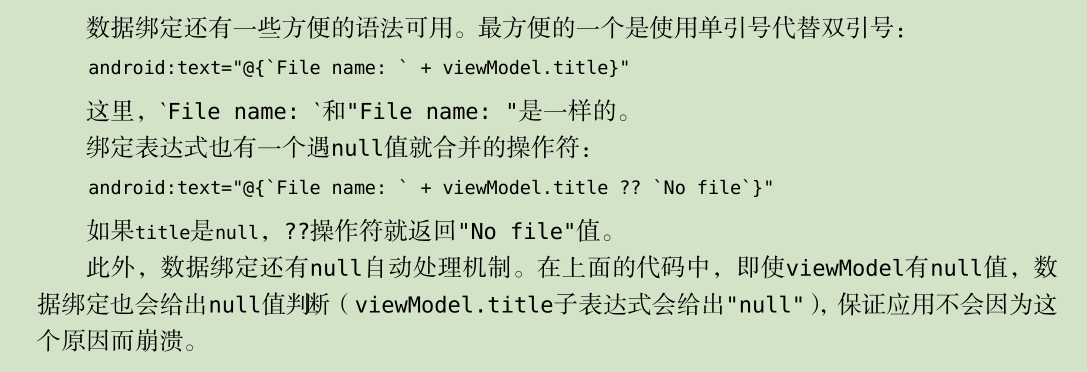 数据绑定还有一些方便的语法可用。最方便的一个是使用单引号代替双引号：
android:text="@{`File name: ` + viewModel.title}"
这里，`File name: `和"File name: "是一样的。
绑定表达式也有一个遇null值就合并的操作符：
android:text="@{`File name: ` + viewModel.title ?? `No file`}"
如果title是null，??操作符就返回"No file"值。
此外，数据绑定还有null自动处理机制。在上面的代码中，即使viewModel有null值，数
据绑定也会给出null值判断（viewModel.title子表达式会给出"null"），保证应用不会因为这
个原因而崩溃。